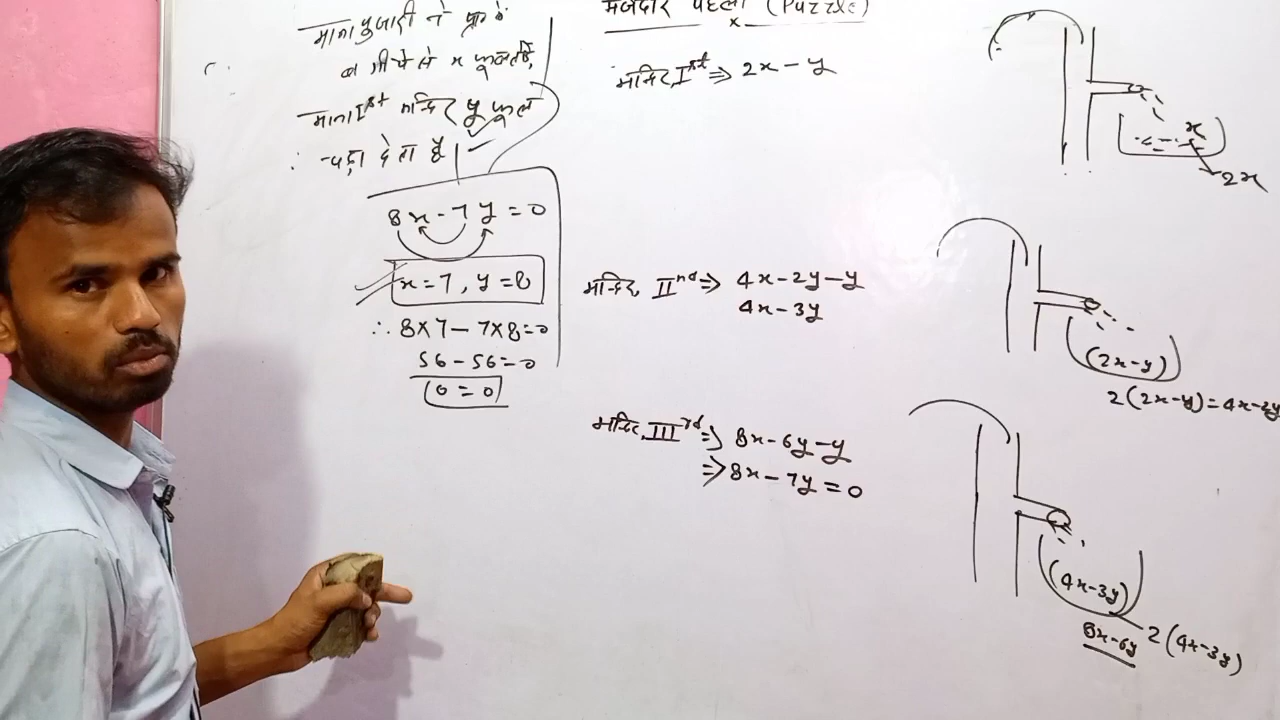 मजेदार पहेली (Puzzle)
माना पुजारी ने
माना Iˢᵗ मन्दिर y फूल
∴ चढ़ा देता है
8x - 7y = 0
x = 7, y = 8
∴ 8×7 - 7×8 = 0
56 - 56 = 0
0 = 0
मन्दिर, Iˢᵗ ⇒ 2x - y
मन्दिर, IIⁿᵈ ⇒ 4x - 2y - y
4x - 3y
मन्दिर, IIIʳᵈ ⇒ 8x - 6y - y
⇒ 8x - 7y = 0
x
2x
(2x - y)
2(2x - y) = 4x - 2y
(4x - 3y)
2(4x - 3y)
8x - 6y